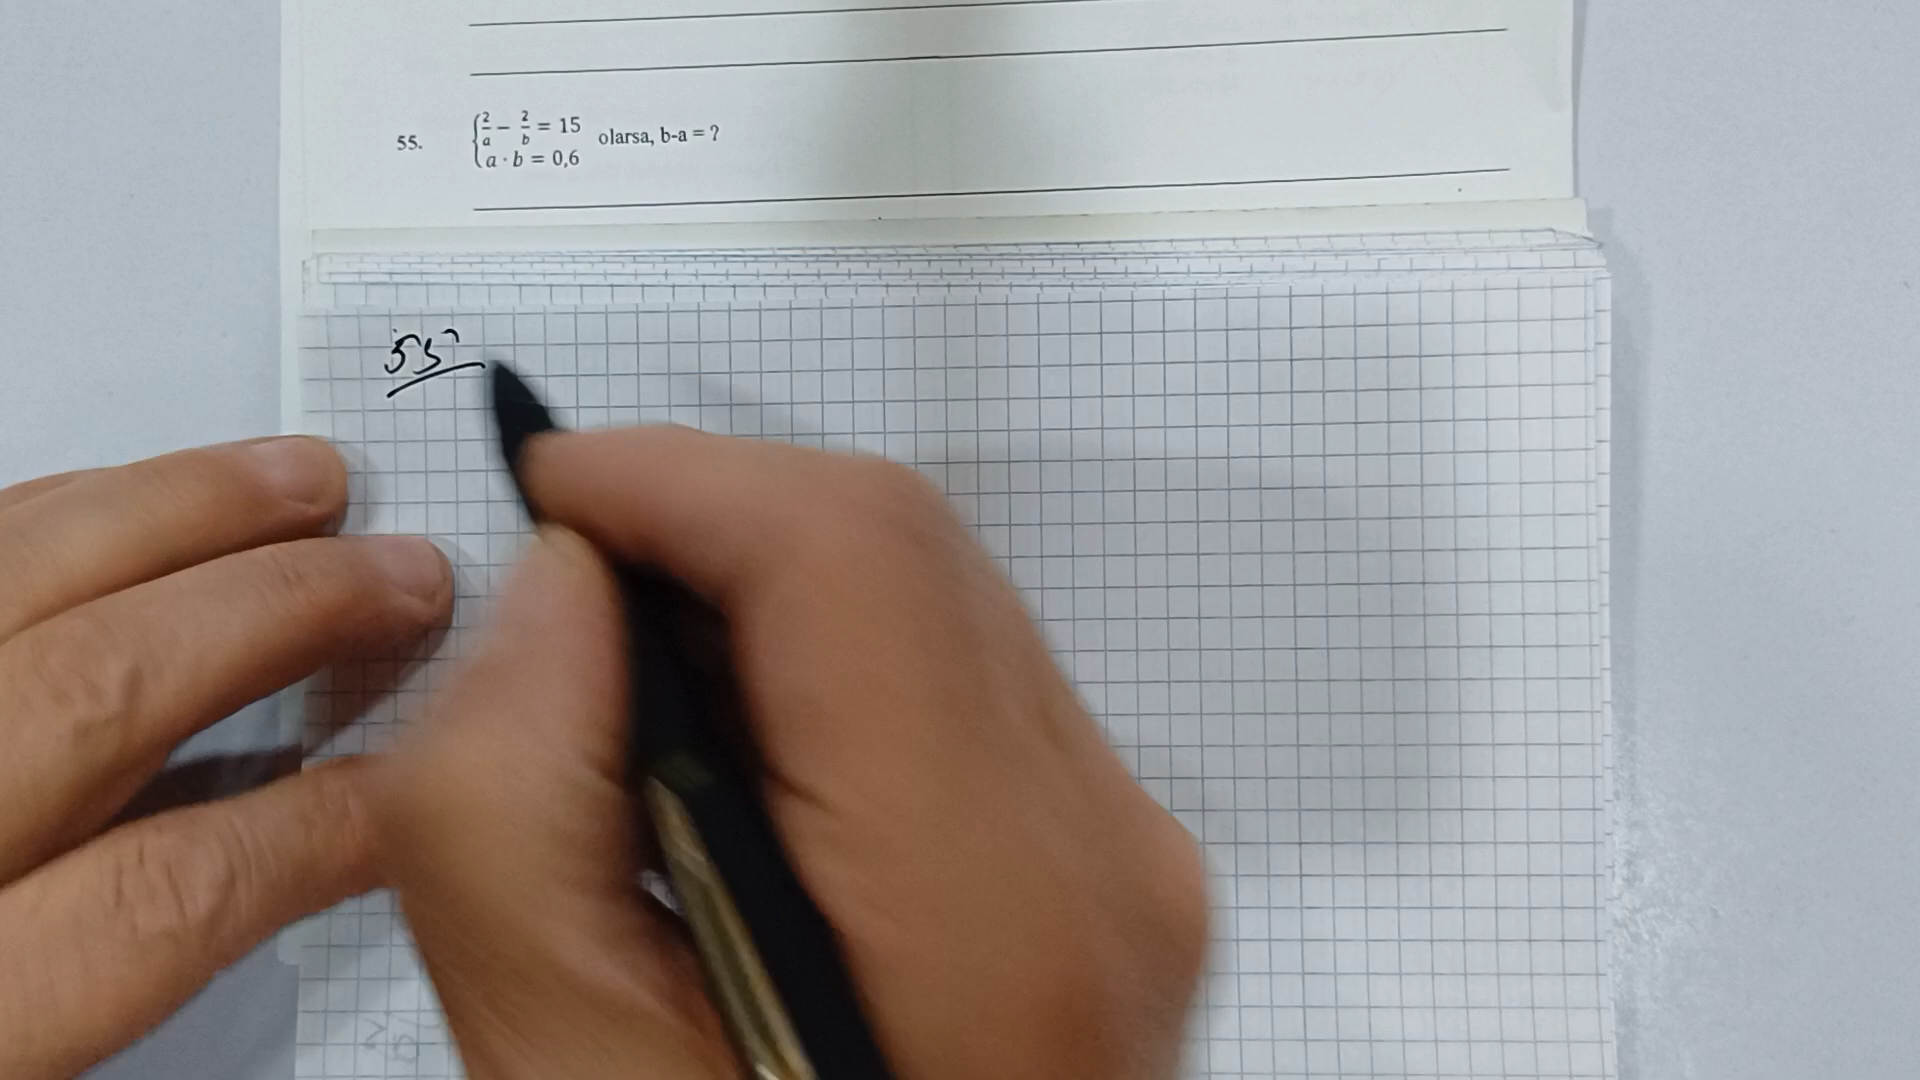 55. {2/a − 2/b = 15 olarsa, b-a = ?
a · b = 0,6
55